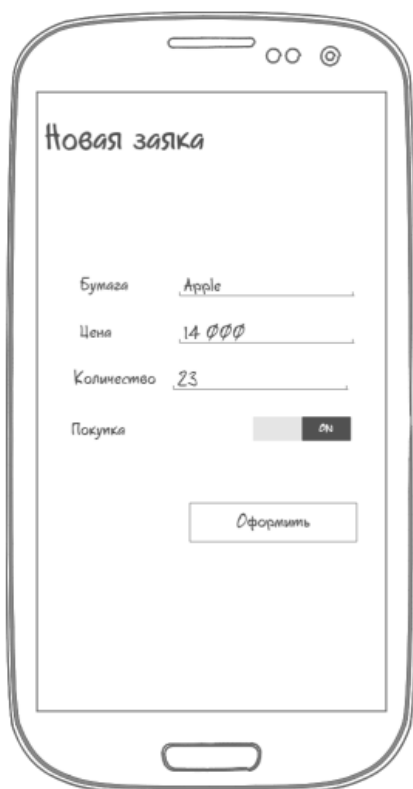 Новая заяка
Бумага Apple
Цена 14 000
Количество 23
Покупка ON
Оформить